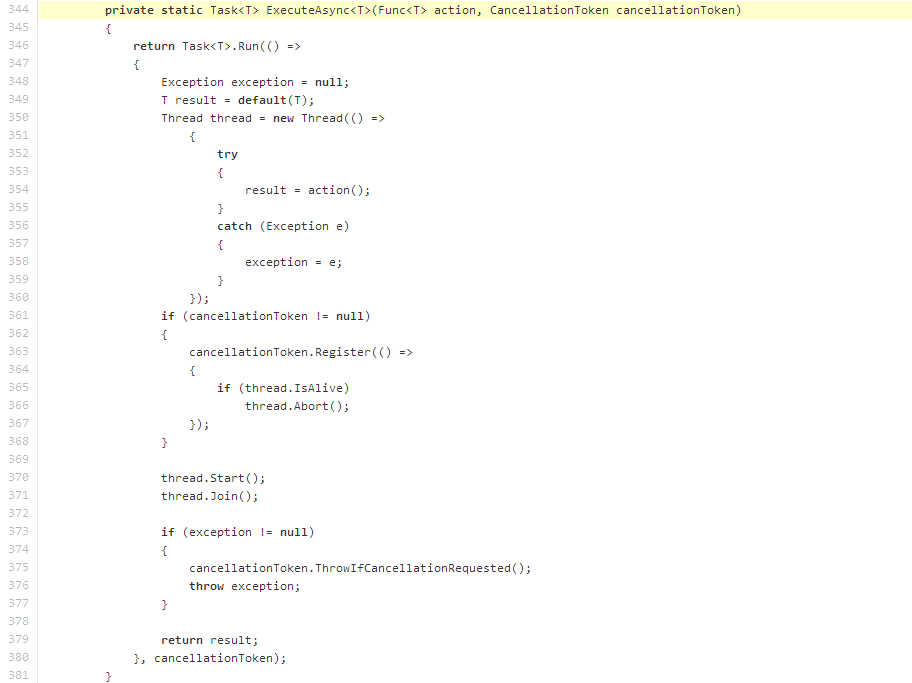 344 private static Task<T> ExecuteAsync<T>(Func<T> action, CancellationToken cancellationToken)
345 {
346 return Task<T>.Run(() =>
347 {
348 Exception exception = null;
349 T result = default(T);
350 Thread thread = new Thread(() =>
351 {
352 try
353 {
354 result = action();
355 }
356 catch (Exception e)
357 {
358 exception = e;
359 }
360 });
361 if (cancellationToken != null)
362 {
363 cancellationToken.Register(() =>
364 {
365 if (thread.IsAlive)
366 thread.Abort();
367 });
368 }
369
370 thread.Start();
371 thread.Join();
372
373 if (exception != null)
374 {
375 cancellationToken.ThrowIfCancellationRequested();
376 throw exception;
377 }
378
379 return result;
380 }, cancellationToken);
381 }